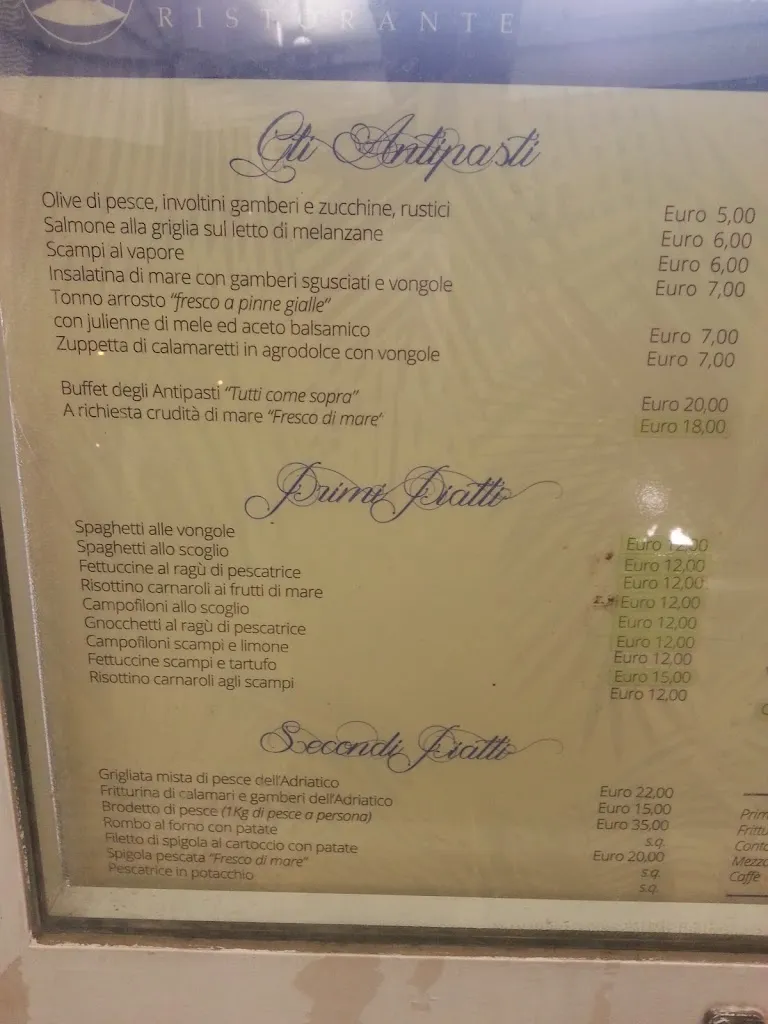 RISTORANTE
Gli Antipasti
Olive di pesce, involtini gamberi e zucchine, rustici Euro 5,00
Salmone alla griglia sul letto di melanzane Euro 6,00
Scampi al vapore Euro 6,00
Insalatina di mare con gamberi sgusciati e vongole Euro 7,00
Tonno arrosto "fresco a pinne gialle"
con julienne di mele ed aceto balsamico Euro 7,00
Zuppetta di calamaretti in agrodolce con vongole Euro 7,00
Buffet degli Antipasti "Tutti come sopra" Euro 20,00
A richiesta crudità di mare "Fresco di mare" Euro 18,00
Primi Piatti
Spaghetti alle vongole Euro 12,00
Spaghetti allo scoglio Euro 12,00
Fettuccine al ragù di pescatrice Euro 12,00
Risottino carnaroli ai frutti di mare Euro 12,00
Campofiloni allo scoglio Euro 12,00
Gnocchetti al ragù di pescatrice Euro 12,00
Campofiloni scampi e limone Euro 12,00
Fettuccine scampi e tartufo Euro 15,00
Risottino carnaroli agli scampi Euro 12,00
Secondi Piatti
Grigliata mista di pesce dell'Adriatico Euro 22,00
Fritturina di calamari e gamberi dell'Adriatico Euro 15,00
Brodetto di pesce (1Kg di pesce a persona) Euro 35,00
Rombo al forno con patate s.q.
Filetto di spigola al cartoccio con patate Euro 20,00
Spigola pescata "Fresco di mare" s.q.
Pescatrice in potacchio s.q.
Prim
Frittu
Conto
Mezzo
Caffè